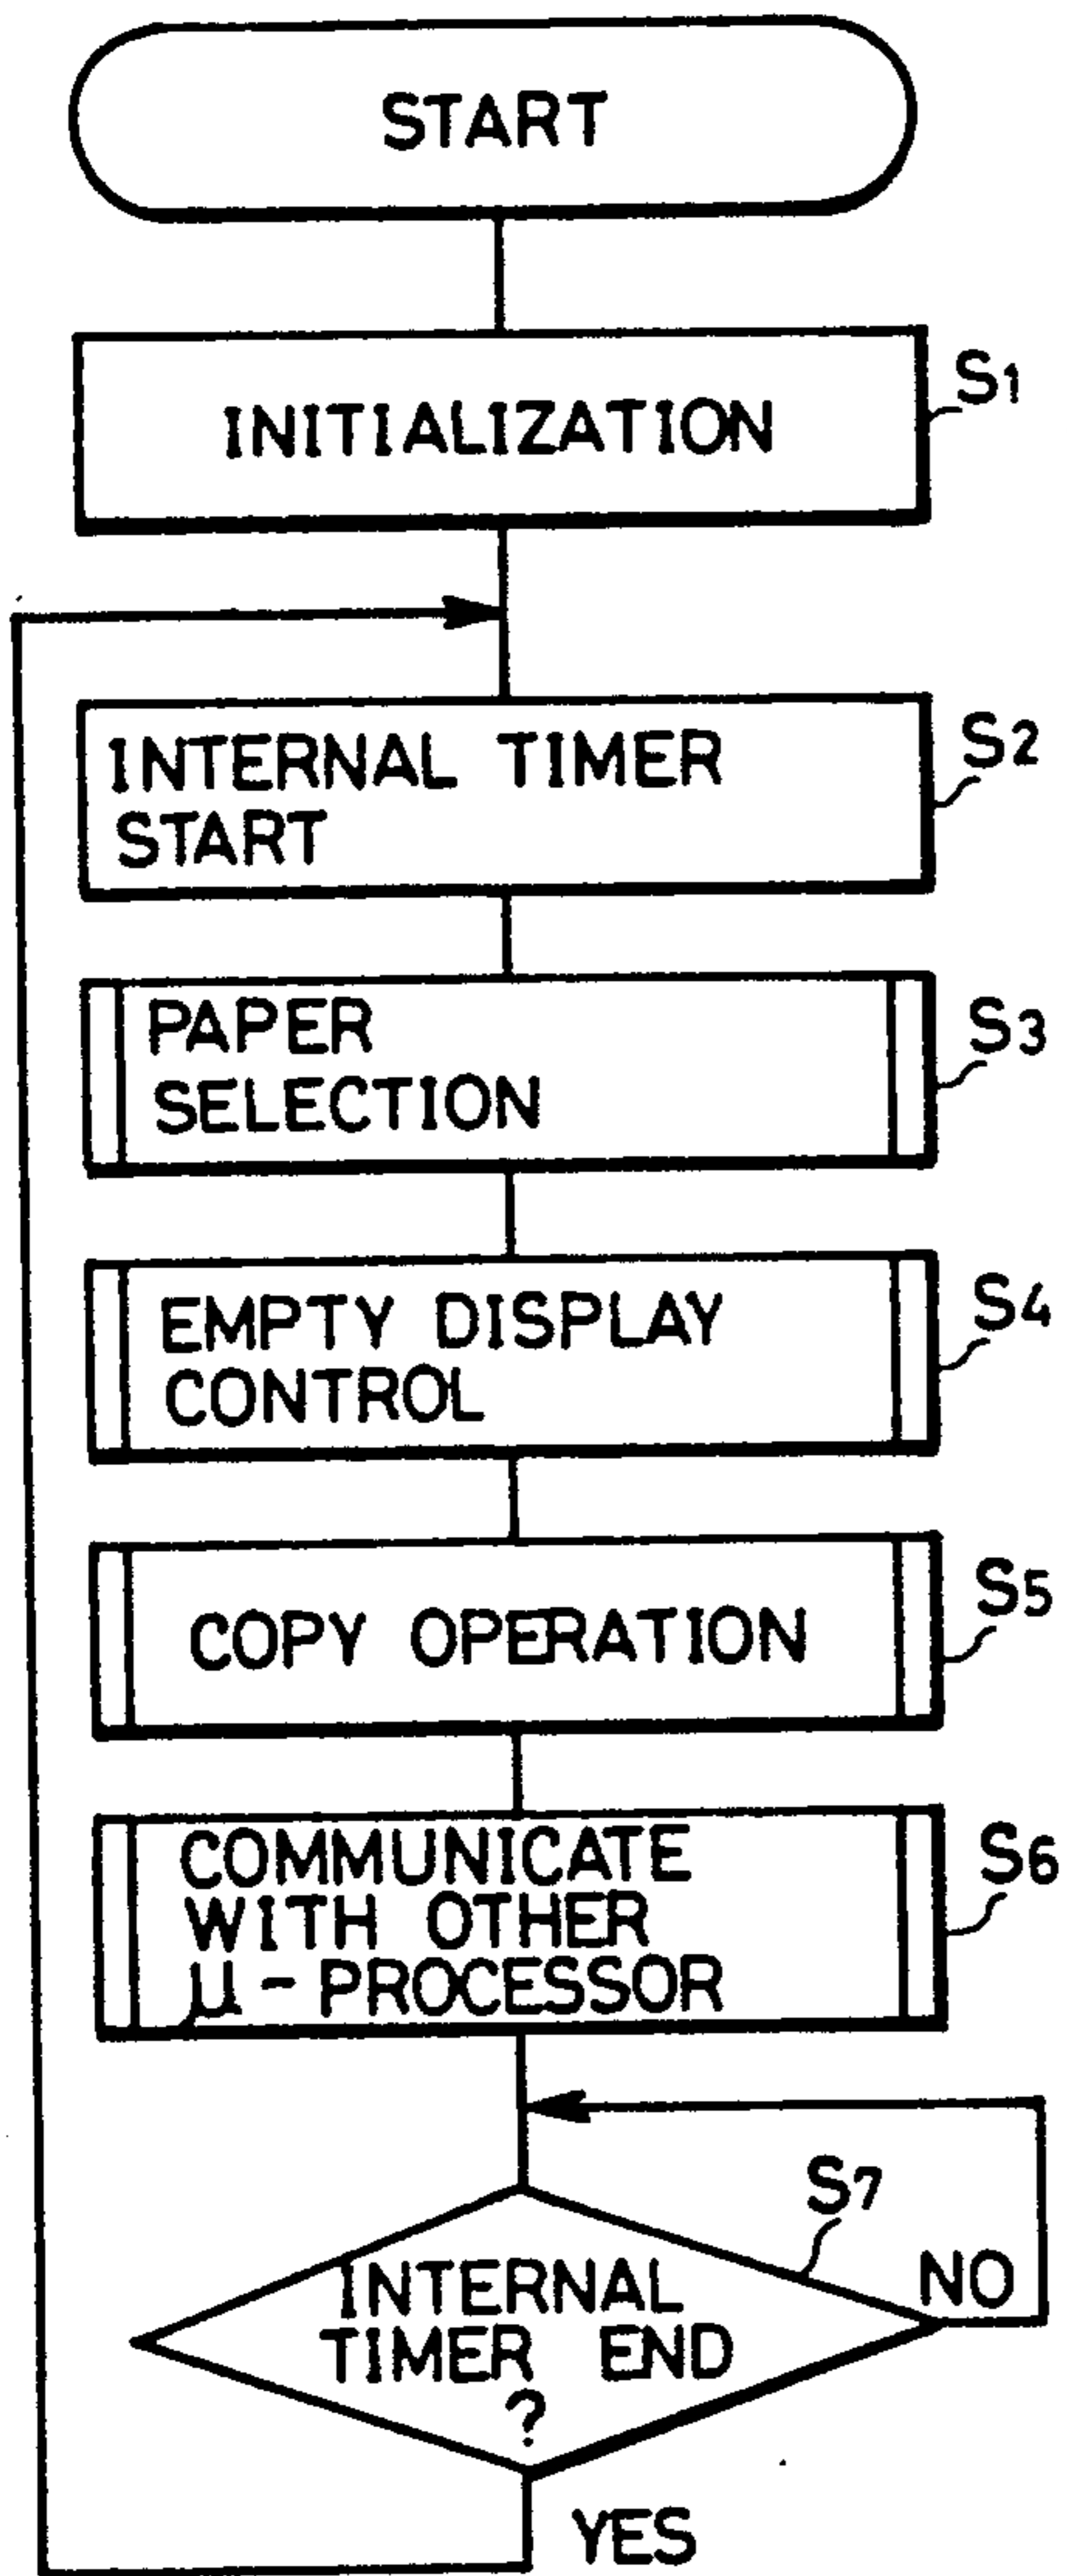 START
INITIALIZATION
S1
INTERNAL TIMER
START
S2
PAPER
SELECTION
S3
EMPTY DISPLAY
CONTROL
S4
COPY OPERATION
S5
COMMUNICATE
WITH OTHER
μ-PROCESSOR
S6
S7
INTERNAL
TIMER END
?
NO
YES